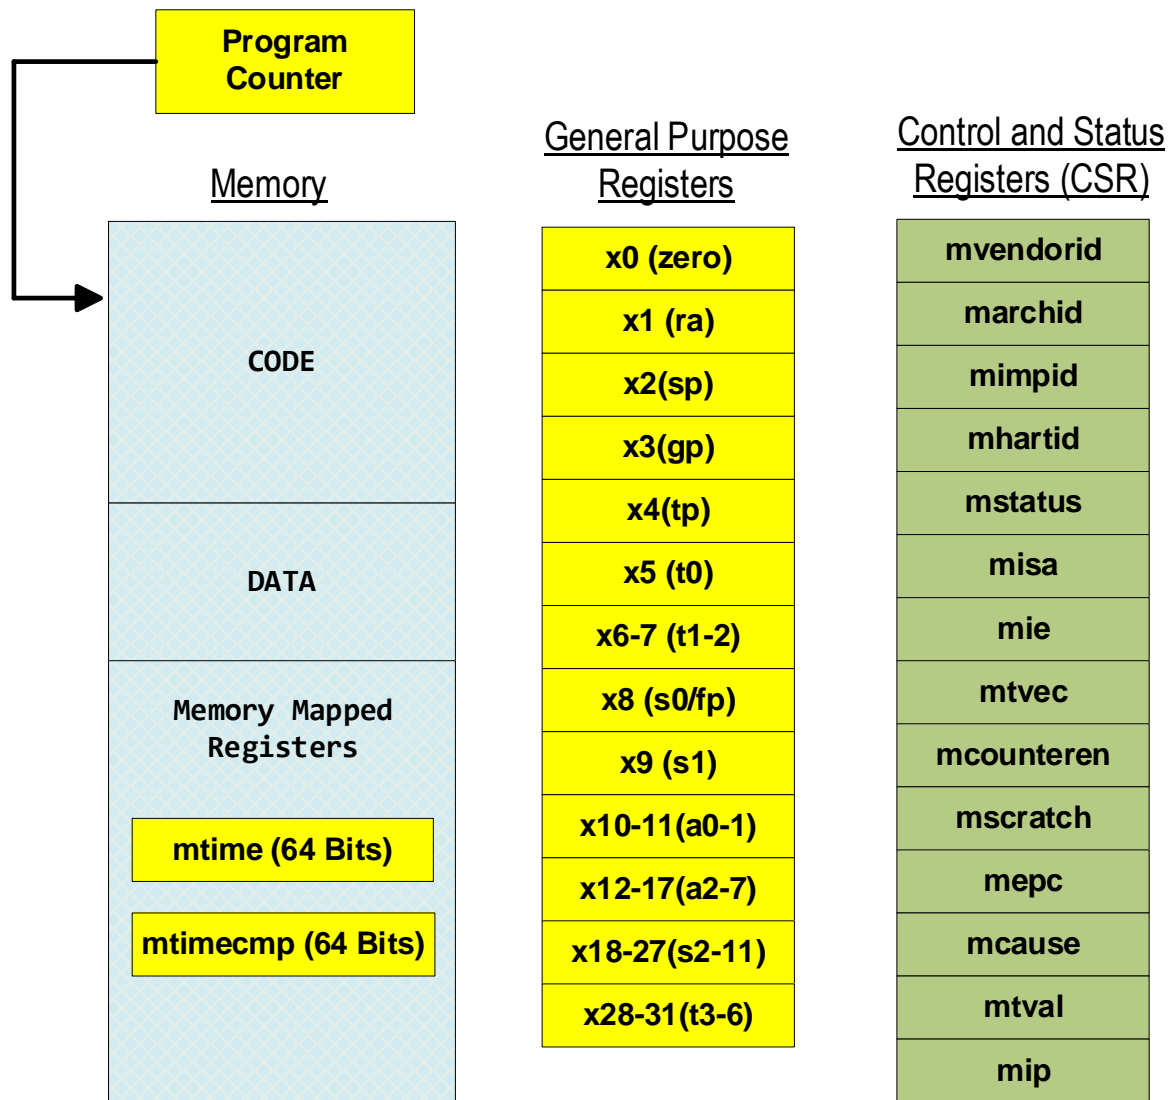 Program
Counter
Memory
CODE
DATA
Memory Mapped
Registers
mtime (64 Bits)
mtimecmp (64 Bits)
General Purpose
Registers
x0 (zero)
x1 (ra)
x2(sp)
x3(gp)
x4(tp)
x5 (t0)
x6-7 (t1-2)
x8 (s0/fp)
x9 (s1)
x10-11(a0-1)
x12-17(a2-7)
x18-27(s2-11)
x28-31(t3-6)
Control and Status
Registers (CSR)
mvendorid
marchid
mimpid
mhartid
mstatus
misa
mie
mtvec
mcounteren
mscratch
mepc
mcause
mtval
mip